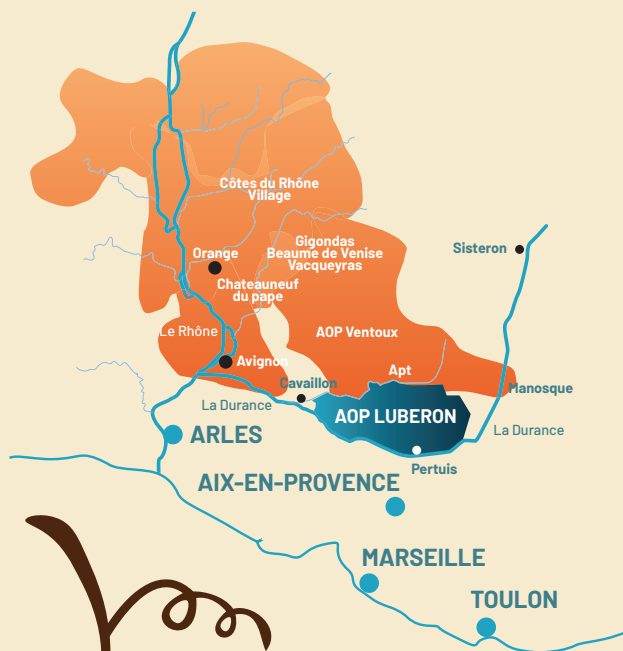 Côtes du Rhône
Village
Gigondas
Beaume de Venise
Vacqueyras
Sisteron
Orange
Chateauneuf
du pape
Le Rhône
AOP Ventoux
Avignon
Apt
Cavaillon
Manosque
La Durance
AOP LUBERON
La Durance
ARLES
Pertuis
AIX-EN-PROVENCE
MARSEILLE
TOULON